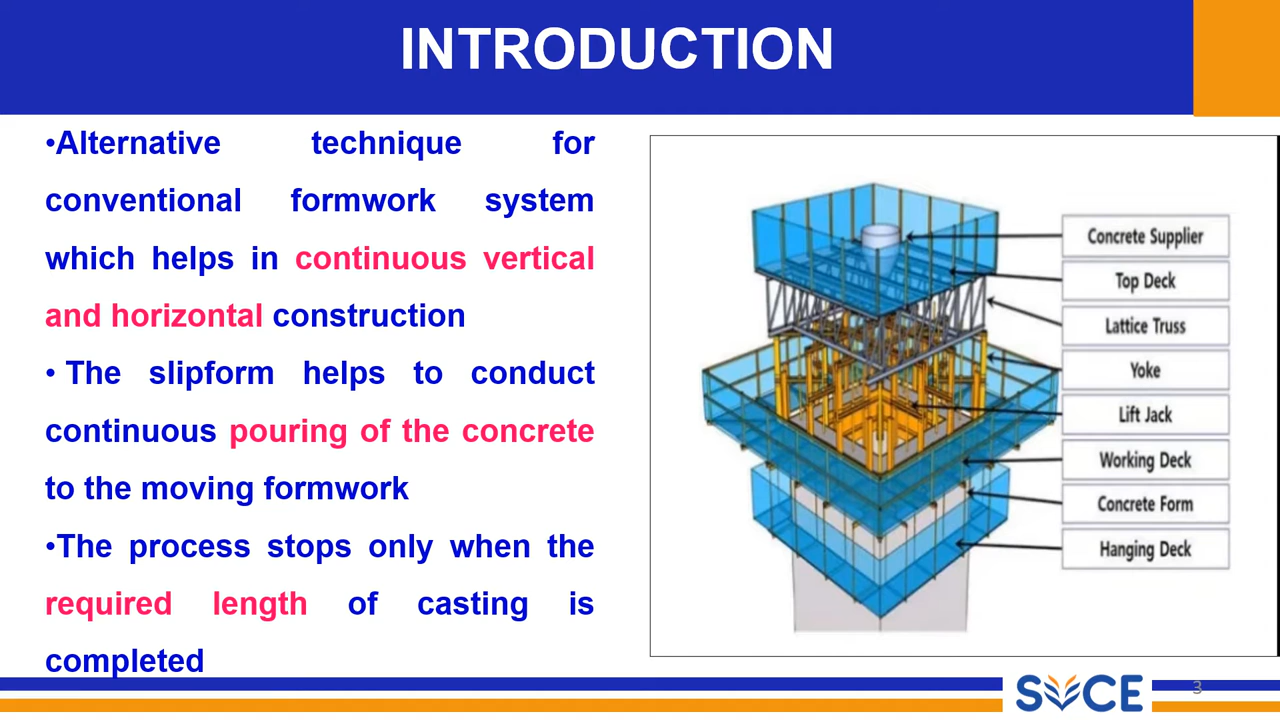 INTRODUCTION
•Alternative technique for
conventional formwork system
which helps in continuous vertical
and horizontal construction
• The slipform helps to conduct
continuous pouring of the concrete
to the moving formwork
•The process stops only when the
required length of casting is
completed
Concrete Supplier
Top Deck
Lattice Truss
Yoke
Lift Jack
Working Deck
Concrete Form
Hanging Deck
SVCE
3